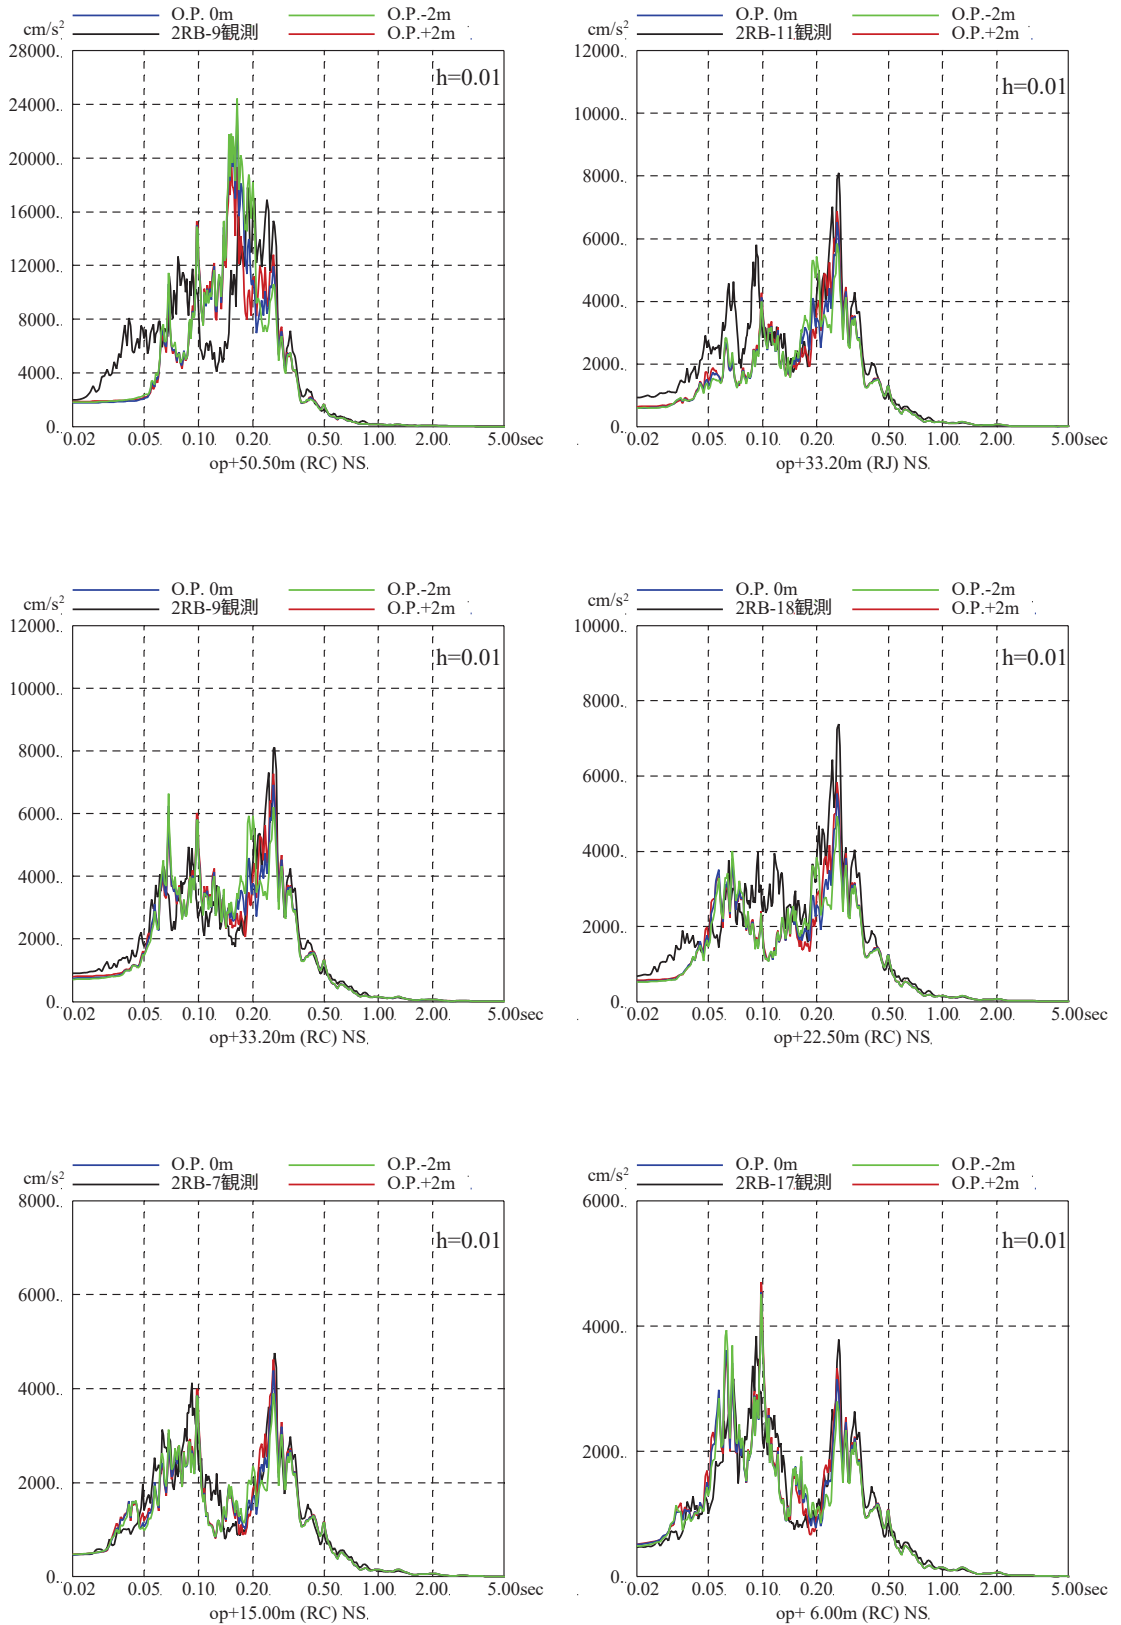 O.P. 0m O.P.-2m
cm/s²
2RB-9観測 O.P.+2m
28000.
h=0.01
24000.
20000.
16000.
12000.
8000.
4000.
0.
0.02 0.05 0.10 0.20 0.50 1.00 2.00 5.00sec
op+50.50m (RC) NS
O.P. 0m O.P.-2m
cm/s²
2RB-11観測 O.P.+2m
12000.
h=0.01
10000.
8000.
6000.
4000.
2000.
0.
0.02 0.05 0.10 0.20 0.50 1.00 2.00 5.00sec
op+33.20m (RJ) NS
O.P. 0m O.P.-2m
cm/s²
2RB-9観測 O.P.+2m
12000.
h=0.01
10000.
8000.
6000.
4000.
2000.
0.
0.02 0.05 0.10 0.20 0.50 1.00 2.00 5.00sec
op+33.20m (RC) NS
O.P. 0m O.P.-2m
cm/s²
2RB-18観測 O.P.+2m
10000.
h=0.01
8000.
6000.
4000.
2000.
0.
0.02 0.05 0.10 0.20 0.50 1.00 2.00 5.00sec
op+22.50m (RC) NS
O.P. 0m O.P.-2m
cm/s²
2RB-7観測 O.P.+2m
8000.
h=0.01
6000.
4000.
2000.
0.
0.02 0.05 0.10 0.20 0.50 1.00 2.00 5.00sec
op+15.00m (RC) NS
O.P. 0m O.P.-2m
cm/s²
2RB-17観測 O.P.+2m
6000.
h=0.01
4000.
2000.
0.
0.02 0.05 0.10 0.20 0.50 1.00 2.00 5.00sec
op+ 6.00m (RC) NS